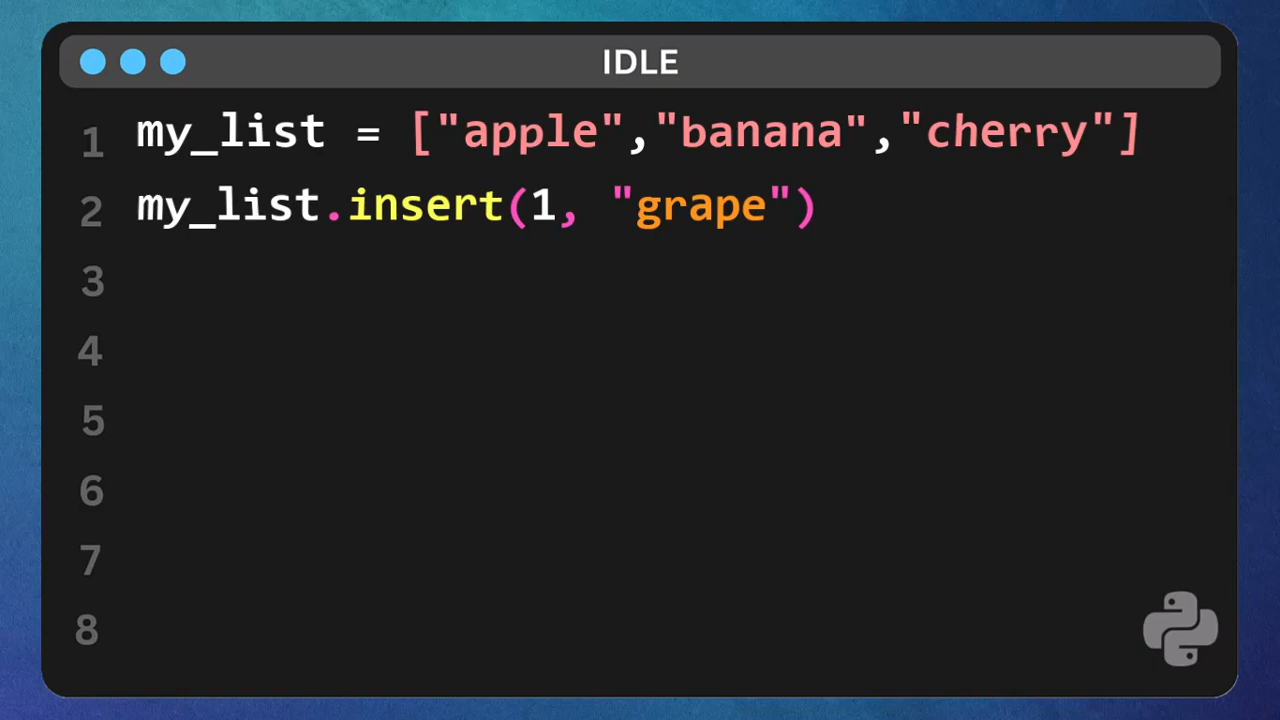 IDLE
1 my_list = ["apple","banana","cherry"]
2 my_list.insert(1, "grape")
3
4
5
6
7
8